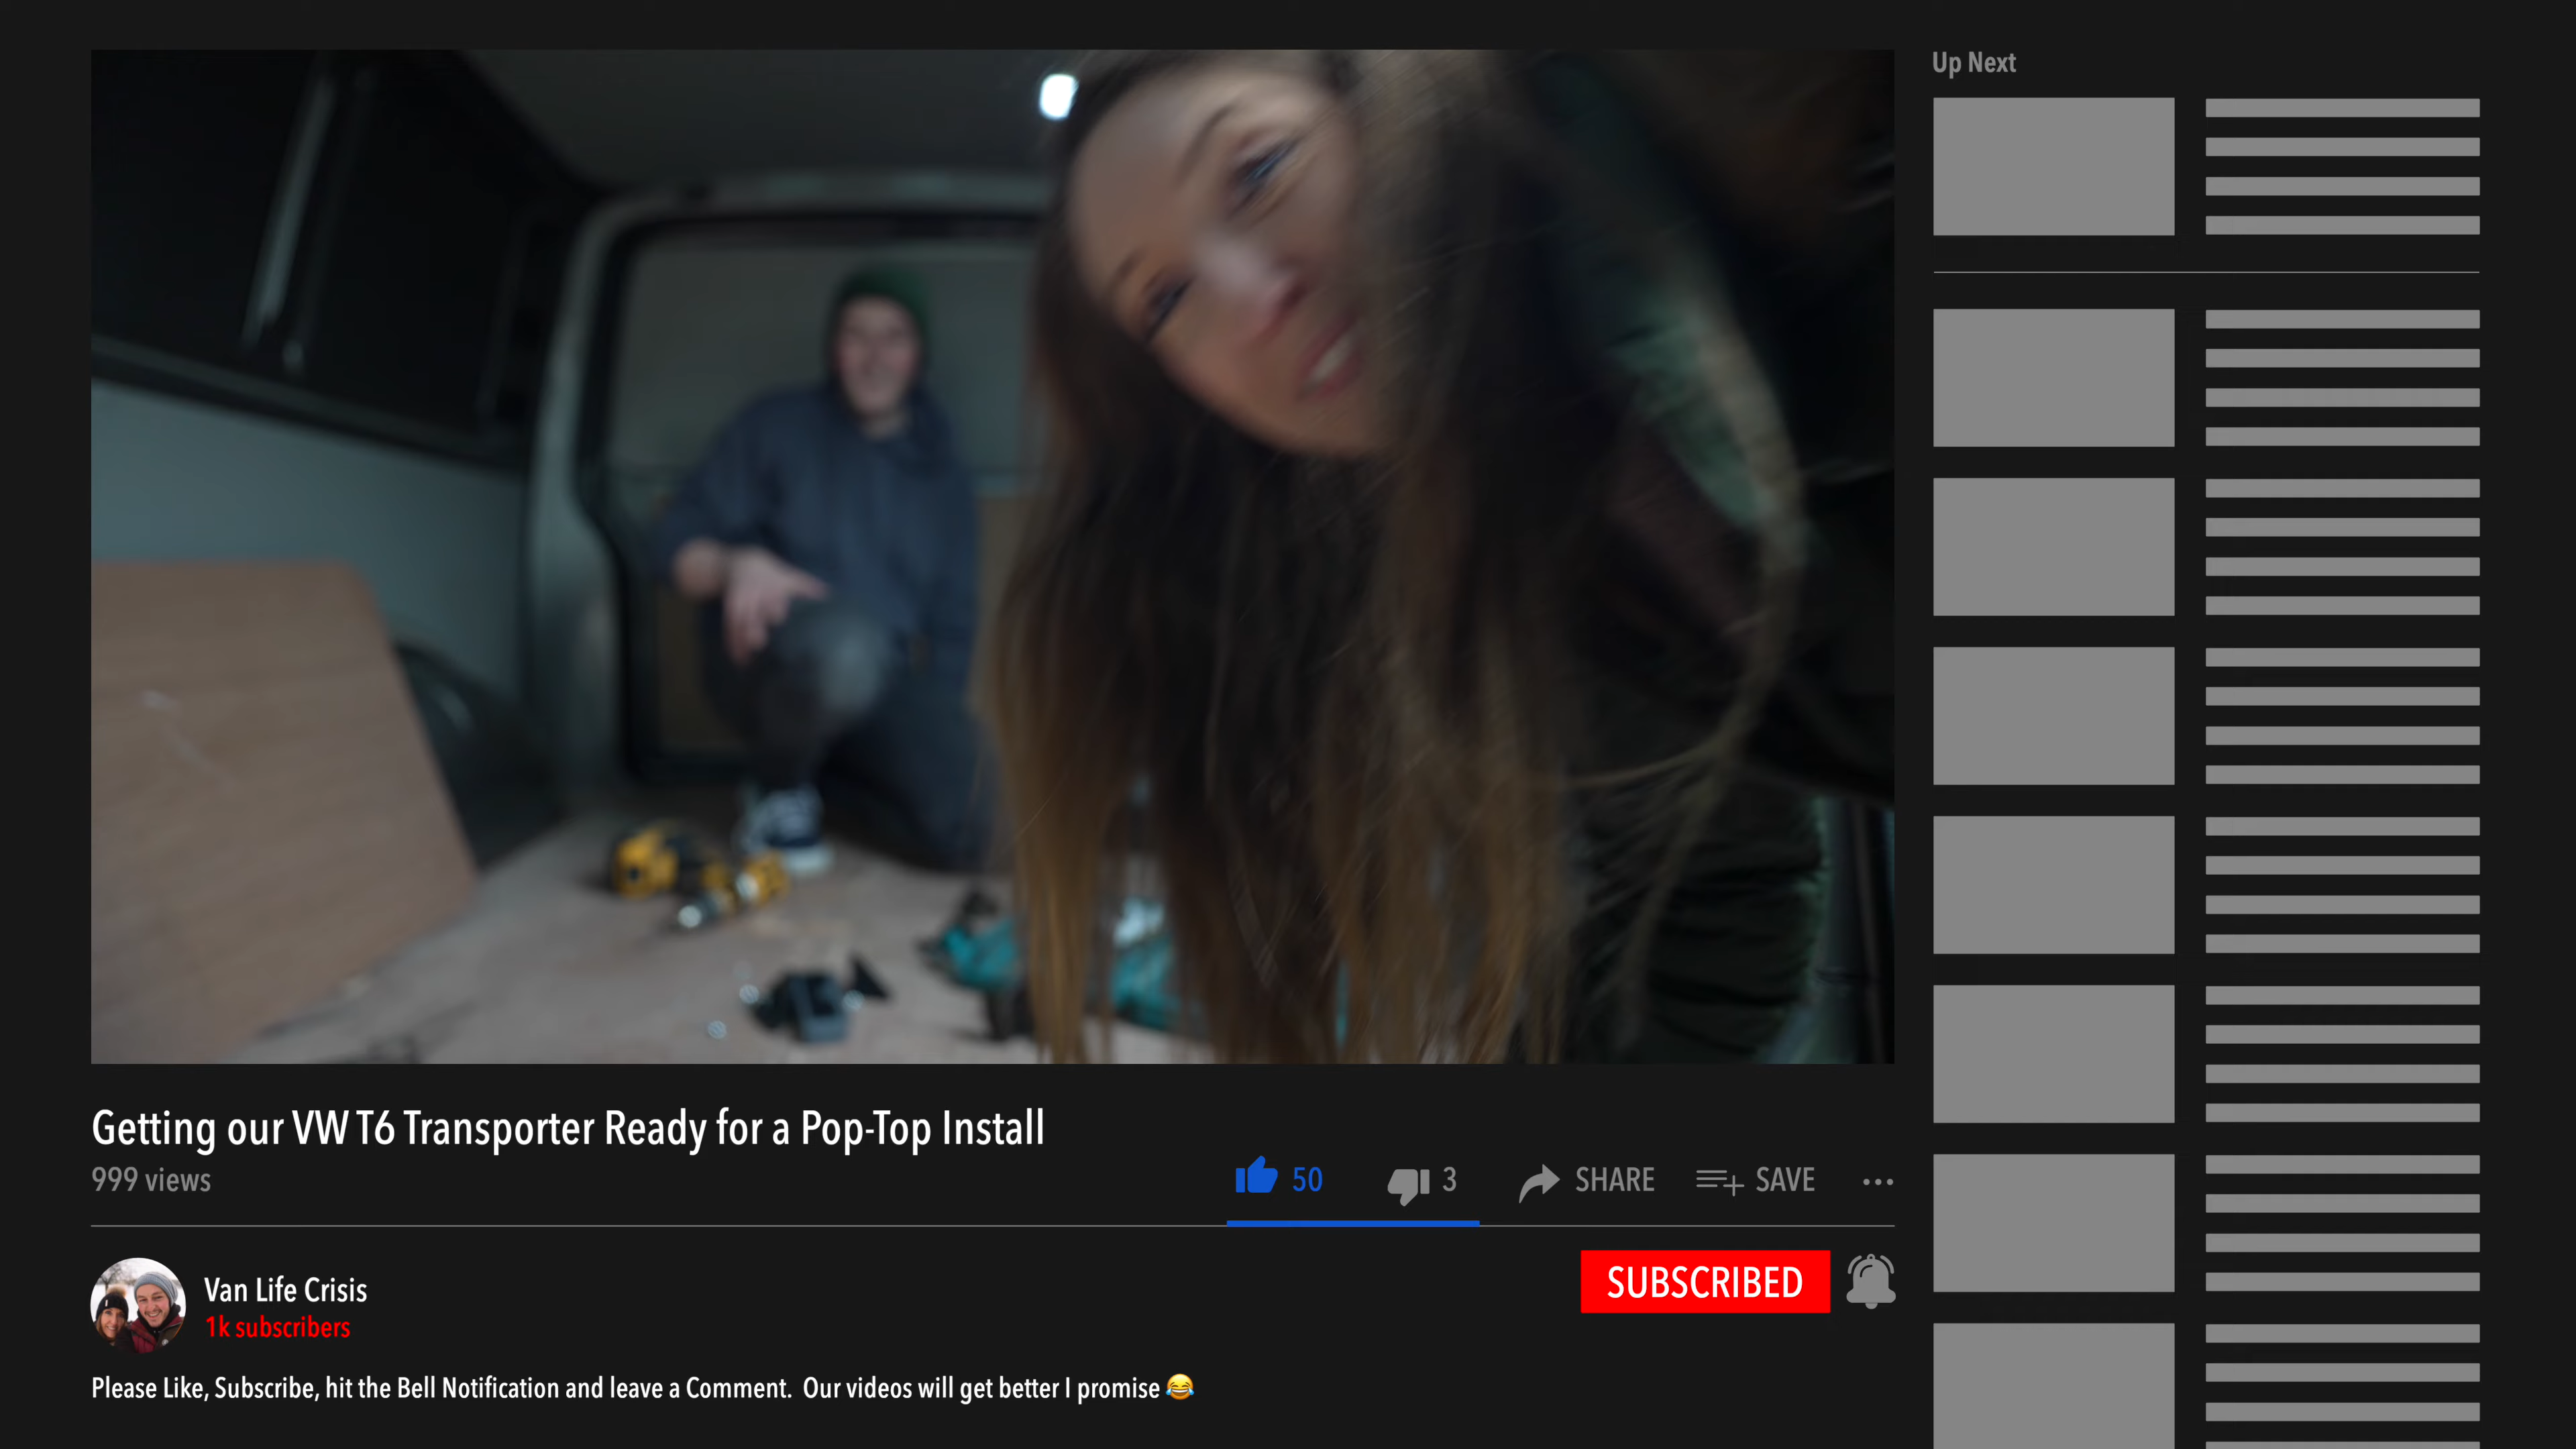 Up Next
Getting our VW T6 Transporter Ready for a Pop-Top Install
999 views
50
3
SHARE
SAVE
Van Life Crisis
1k subscribers
SUBSCRIBED
Please Like, Subscribe, hit the Bell Notification and leave a Comment.  Our videos will get better I promise 😂